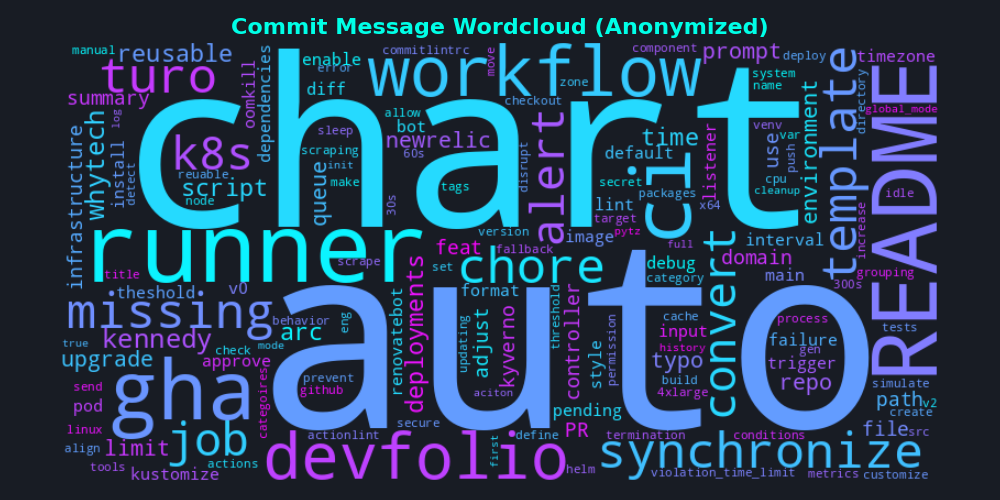 Commit Message Wordcloud (Anonymized)
manual
reusable
commitlintrc
move
component
prompt
deploy
timezone
turo
enable
error
workflow
zone
system
name
summary
oomkill
dependencies
diff
checkout
template
directory
README
global_mode
infrastructure
whytech
install
log
detect
k8s
reuable.
script
node
chart
allow
bot
newrelic
60s
sleep
scraping
init
make
queue
30s
tags
disrupt
alert
time
default
cli
secret
packages
lint
target
pytz
x64
listener
full
use
venv
var
push
cpu
cleanup
environment
idle
increase
runner
scrape
title
feat
version
fallback
image
set
chore
debug
category
domain
interval
main
300s
grouping
theshold
v0
missing
kennedy
arc
behavior
eng
mode
check
true
upgrade
approve
renovatebot
deployments
format
updating
adjust
kyverno
threshold
controller
style
permission
cache
input
history
typo
build
4xlarge
convert
process
failure
gen
trigger
repo
tests
simulate
path
v2
create
gha
auto
prevent
github
categoires
send
pod
linux
align
limit
tools
kustomize
job
actions
actionlint
secure
aciton
devfolio
first
define
helm
pending
PR
termination
conditions
synchronize
file
src
violation_time_limit
metrics
customize